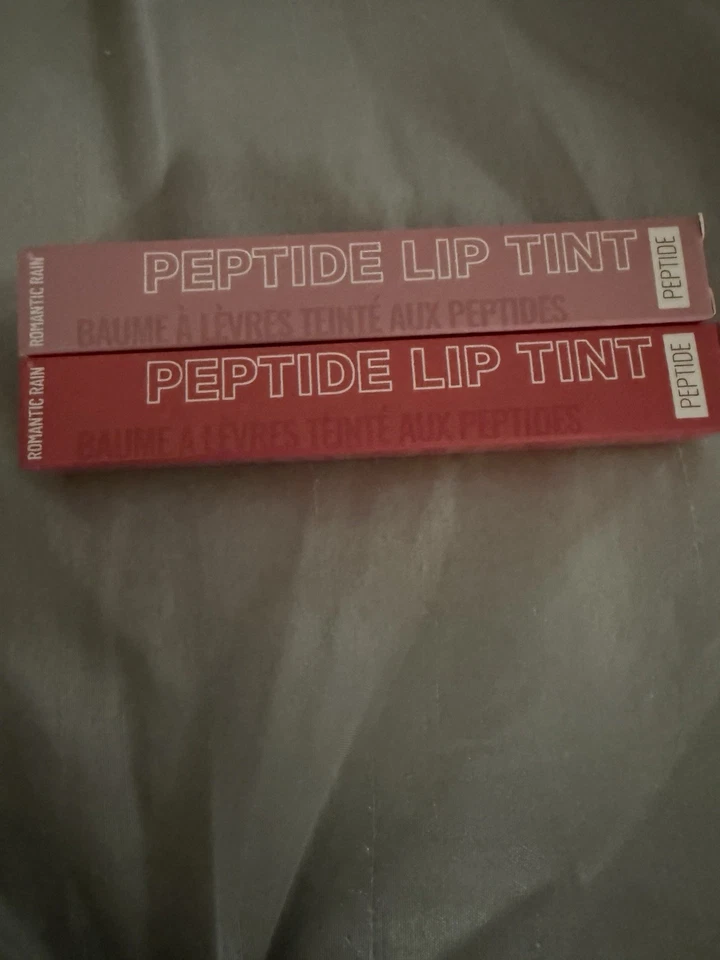 ROMANTIC RAIN®
PEPTIDE LIP TINT
PEPTIDE
BAUME À LÈVRES TEINTÉ AUX PEPTIDES
ROMANTIC RAIN
PEPTIDE LIP TINT
PEPTIDE
BAUME À LÈVRES TEINTÉ AUX PEPTIDES